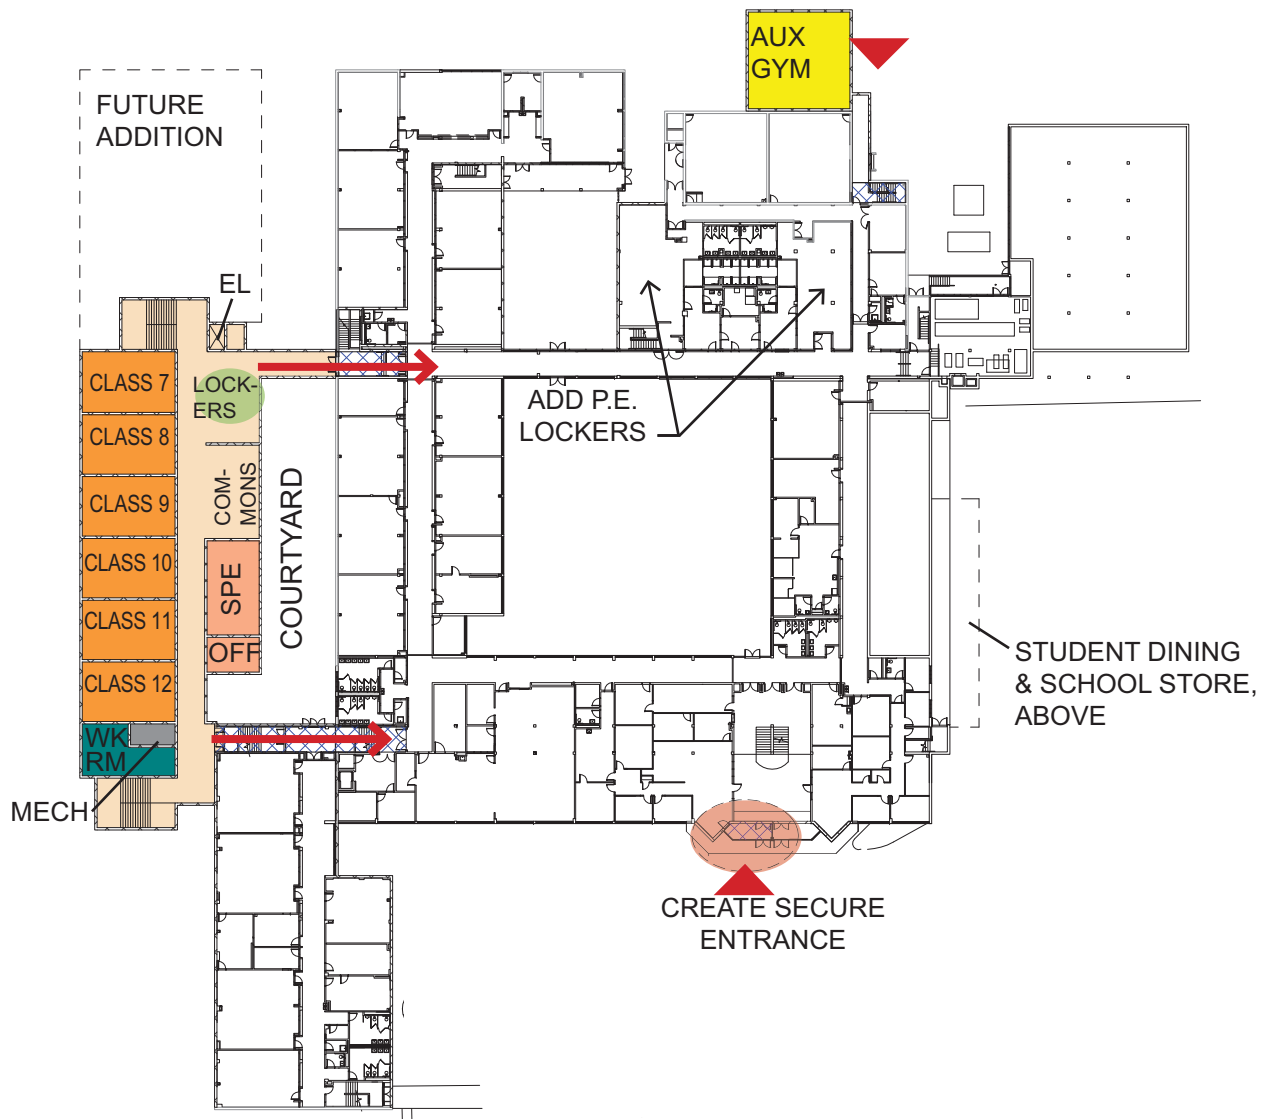 AUX
GYM
FUTURE
ADDITION
EL
CLASS 7
LOCK-
ERS
CLASS 8
ADD P.E.
LOCKERS
CLASS 9
COM-
MONS
COURTYARD
CLASS 10
SPE
CLASS 11
OFF
CLASS 12
STUDENT DINING
& SCHOOL STORE,
ABOVE
WK
RM
MECH
CREATE SECURE
ENTRANCE